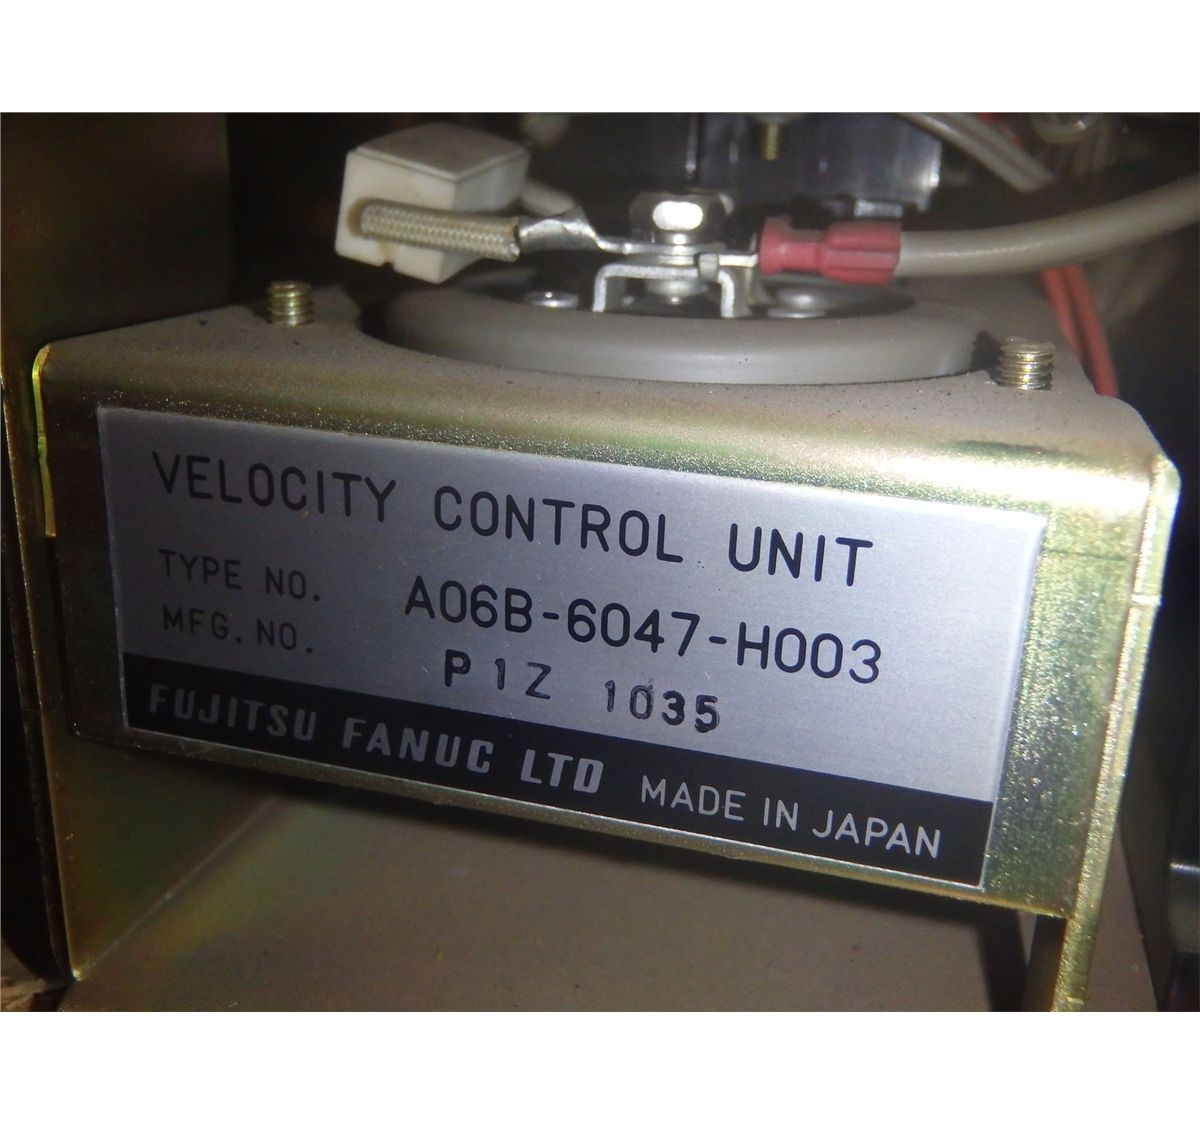 VELOCITY CONTROL UNIT
TYPE NO. A06B-6047-H003
MFG. NO. P1Z 1035
FUJITSU FANUC LTD MADE IN JAPAN